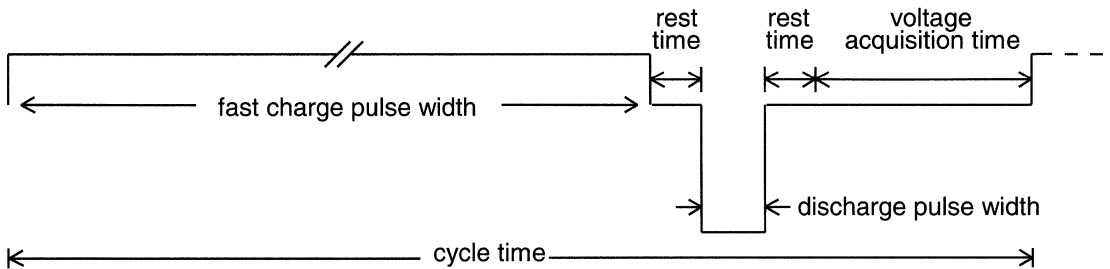 rest
time
rest
time
voltage
acquisition time
fast charge pulse width
discharge pulse width
cycle time